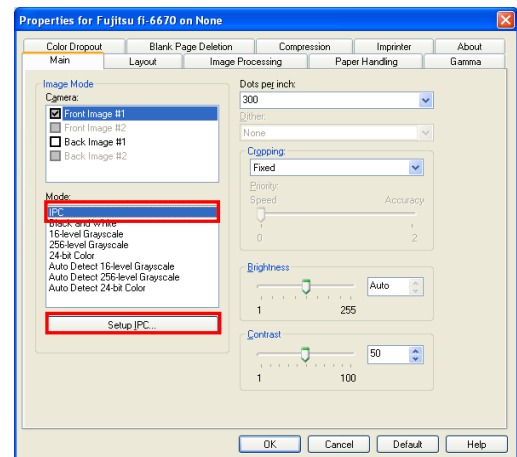 Properties for Fujitsu fi-6670 on None
Color Dropout Blank Page Deletion Compression Imprinter About
Main Layout Image Processing Paper Handling Gamma
Image Mode
Camera:
Front Image #1
Front Image #2
Back Image #1
Back Image #2
Mode:
IPC
Black and White
16-level Grayscale
256-level Grayscale
24-bit Color
Auto Detect 16-level Grayscale
Auto Detect 256-level Grayscale
Auto Detect 24-bit Color
Setup IPC...
Dots per inch:
300
Dither:
None
Cropping:
Fixed
Priority:
Speed Accuracy
0 2
Brightness
Auto
1 255
Contrast
50
1 100
OK Cancel Default Help